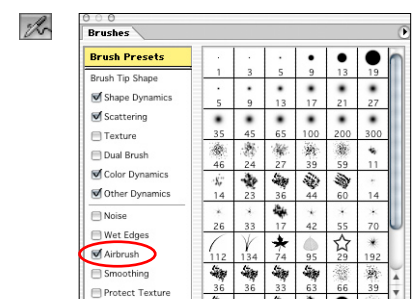 Brushes
Brush Presets
Brush Tip Shape
Shape Dynamics
Scattering
Texture
Dual Brush
Color Dynamics
Other Dynamics
Noise
Wet Edges
Airbrush
Smoothing
Protect Texture
1 3 5 9 13 19
5 9 13 17 21 27
35 45 65 100 200 300
46 24 27 39 59 11
14 23 36 44 60 14
26 33 17 42 55 70
112 134 74 95 29 192
36 36 33 63 66 39